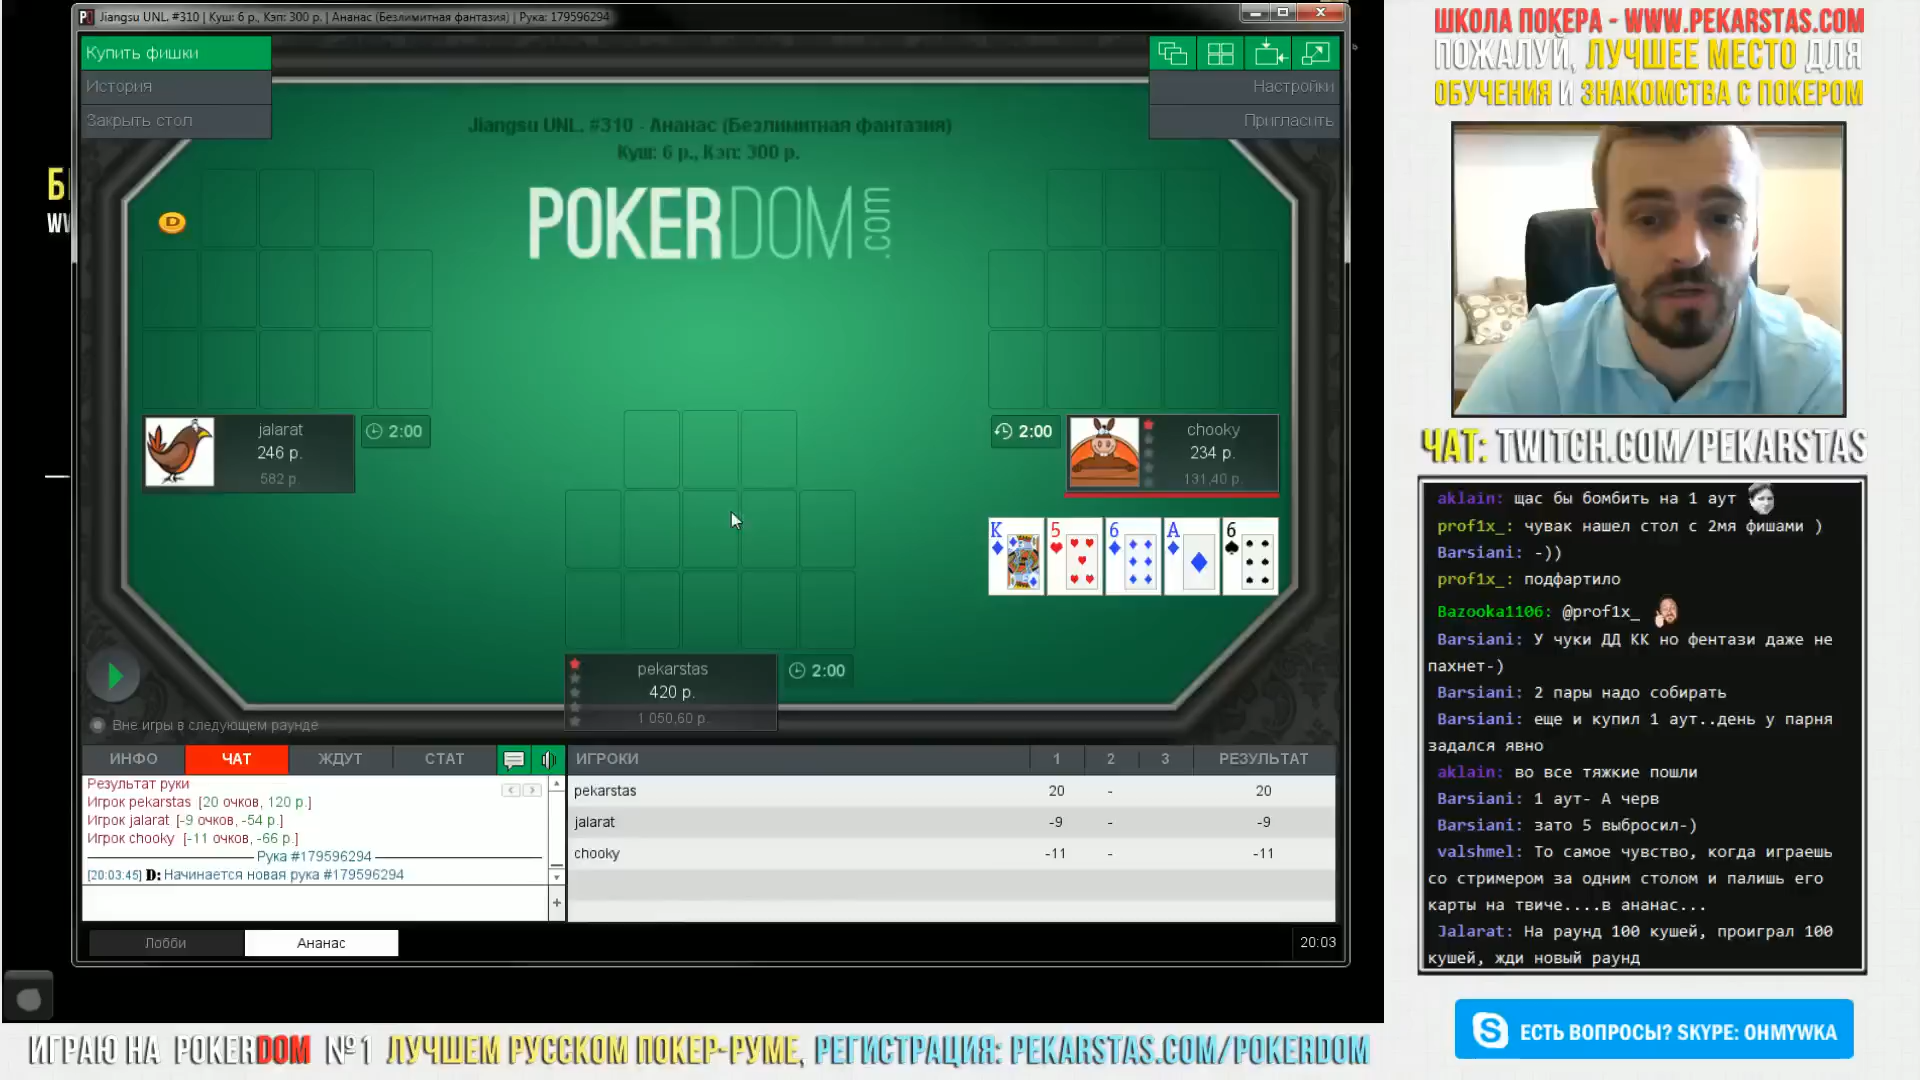 Jiangsu UNL. #310 | Куш: 6 р., Кэп: 300 р. | Ананас (Безлимитная фантазия) | Рука: 179596294
Купить фишки
История
Закрыть стол
Настройки
Пригласить
Jiangsu UNL. #310 - Ананас (Безлимитная фантазия)
Куш: 6 р., Кэп: 300 р.
POKERDOM.com
D
jalarat
246 р.
582 р.
2:00
2:00
chooky
234 р.
131,40 р.
K 5 6 A 6
pekarstas
420 р.
1 050,60 р.
2:00
Вне игры в следующем раунде
ИНФО ЧАТ ЖДУТ СТАТ
Результат руки
Игрок pekarstas [20 очков, 120 р.]
Игрок jalarat [-9 очков, -54 р.]
Игрок chooky [-11 очков, -66 р.]
Рука #179596294
[20:03:45] D: Начинается новая рука #179596294
ИГРОКИ 1 2 3 РЕЗУЛЬТАТ
pekarstas 20 - 20
jalarat -9 - -9
chooky -11 - -11
Лобби Ананас 20:03
ШКОЛА ПОКЕРА - WWW.PEKARSTAS.COM
ПОЖАЛУЙ, ЛУЧШЕЕ МЕСТО ДЛЯ
ОБУЧЕНИЯ И ЗНАКОМСТВА С ПОКЕРОМ
ЧАТ: TWITCH.COM/PEKARSTAS
aklain: щас бы бомбить на 1 аут
prof1x_: чувак нашел стол с 2мя фишами )
Barsiani: -))
prof1x_: подфартило
Bazooka1106: @prof1x_
Barsiani: У чуки ДД КК но фентази даже не
пахнет-)
Barsiani: 2 пары надо собирать
Barsiani: еще и купил 1 аут..день у парня
задался явно
aklain: во все тяжкие пошли
Barsiani: 1 аут- А черв
Barsiani: зато 5 выбросил-)
valshmel: То самое чувство, когда играешь
со стримером за одним столом и палишь его
карты на твиче....в ананас...
Jalarat: На раунд 100 кушей, проиграл 100
кушей, жди новый раунд
ЕСТЬ ВОПРОСЫ? SKYPE: OHMYWKA
ИГРАЮ НА POKERDOM №1 ЛУЧШЕМ РУССКОМ ПОКЕР-РУМЕ, РЕГИСТРАЦИЯ: PEKARSTAS.COM/POKERDOM